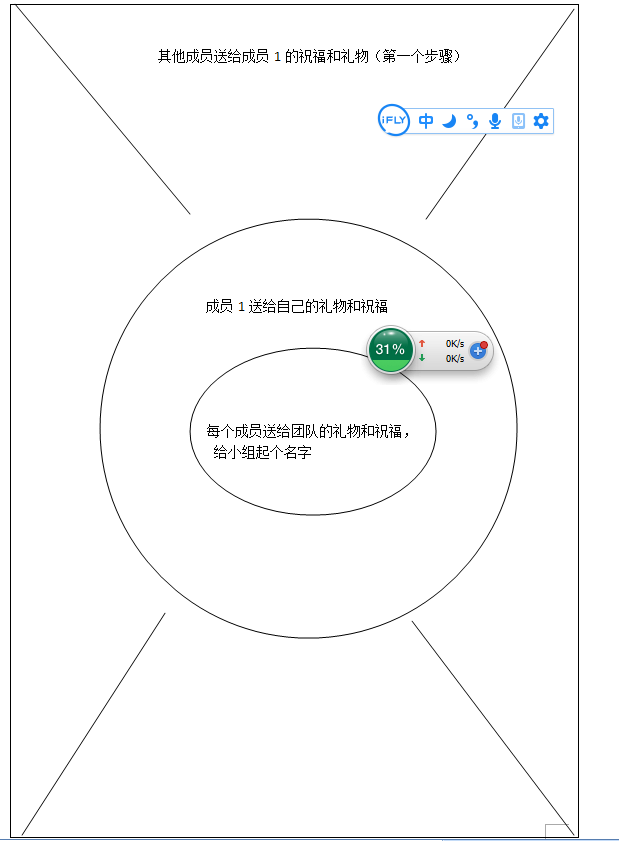 其他成员送给成员 1 的祝福和礼物（第一个步骤）
iFLY 中
成员 1 送给自己的礼物和祝福
31% 0K/s
0K/s
每个成员送给团队的礼物和祝福，
给小组起个名字